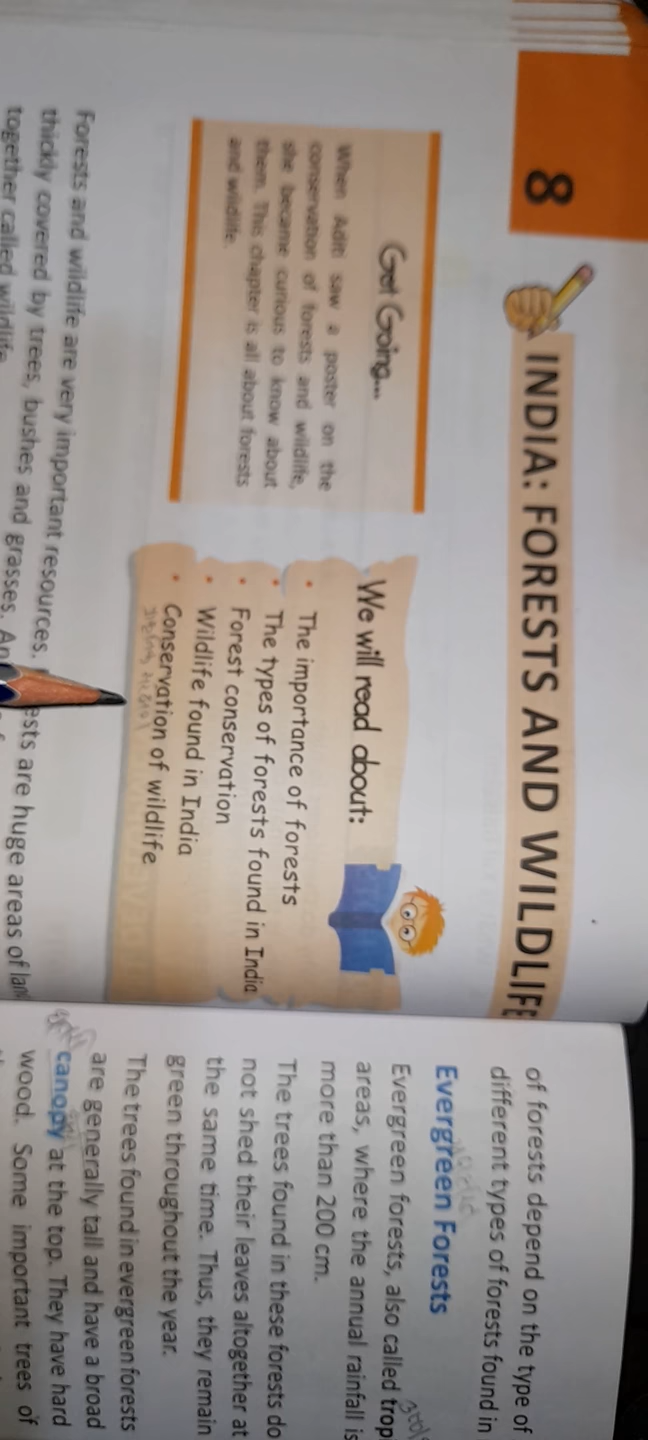 8
INDIA: FORESTS AND WILDLIFE
Get Going...
When Aditi saw a poster on the
conservation of forests and wildlife,
she became curious to know about
them. This chapter is all about forests
and wildlife.
We will read about:
• The importance of forests
• The types of forests found in India
• Forest conservation
• Wildlife found in India
• Conservation of wildlife
Forests and wildlife are very important resources. ests are huge areas of lan
thickly covered by trees, bushes and grasses. An
together called wildlife
of forests depend on the type of
different types of forests found in
Evergreen Forests
Evergreen forests, also called trop
areas, where the annual rainfall is
more than 200 cm.
The trees found in these forests do
not shed their leaves altogether at
the same time. Thus, they remain
green throughout the year.
The trees found in evergreen forests
are generally tall and have a broad
canopy at the top. They have hard
wood. Some important trees of